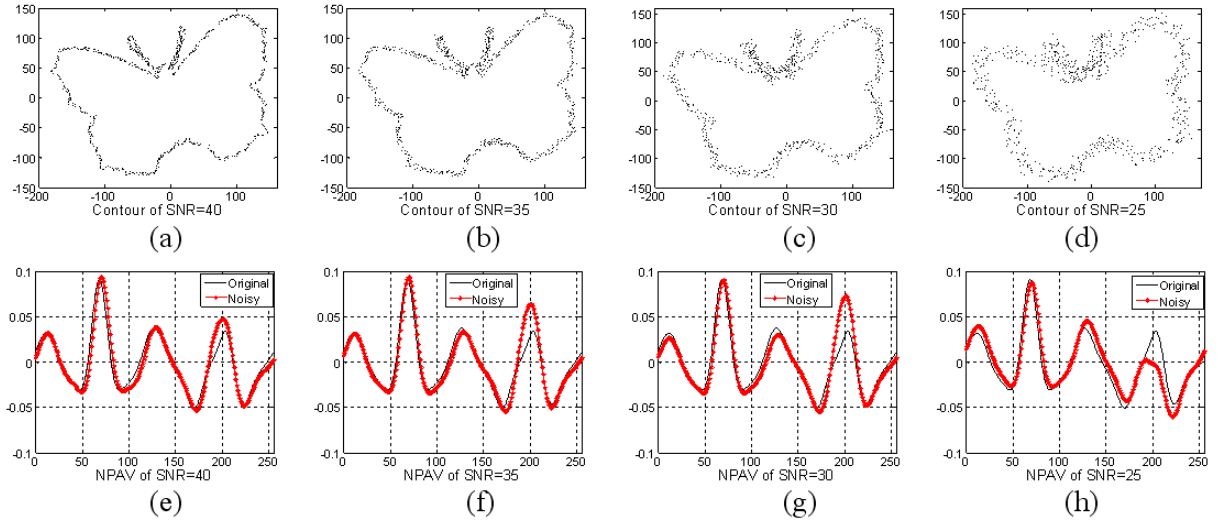 150
100
50
0
-50
-100
-150
-200 -100 0 100
Contour of SNR=40
(a)
150
100
50
0
-50
-100
-150
-200 -100 0 100
Contour of SNR=35
(b)
150
100
50
0
-50
-100
-150
-200 -100 0 100
Contour of SNR=30
(c)
150
100
50
0
-50
-100
-150
-200 -100 0 100
Contour of SNR=25
(d)
0.1
0.05
0
-0.05
-0.1
Original
Noisy
0 50 100 150 200 250
NPAV of SNR=40
(e)
0.1
0.05
0
-0.05
-0.1
Original
Noisy
0 50 100 150 200 250
NPAV of SNR=35
(f)
0.1
0.05
0
-0.05
-0.1
Original
Noisy
0 50 100 150 200 250
NPAV of SNR=30
(g)
0.1
0.05
0
-0.05
-0.1
Original
Noisy
0 50 100 150 200 250
NPAV of SNR=25
(h)